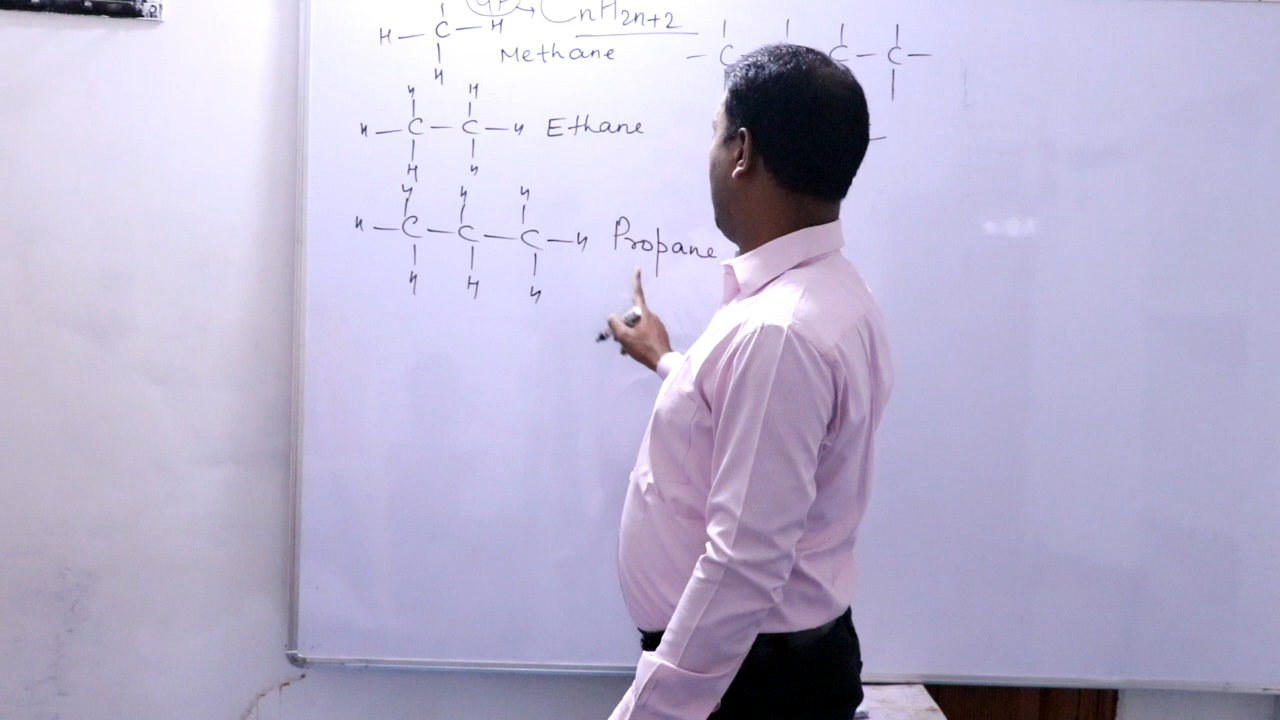 CnH2n+2
H – C – H
Methane
H
H H
H – C – C – H Ethane
H H
H H H
H – C – C – C – H Propane
H H H
– C C – C –